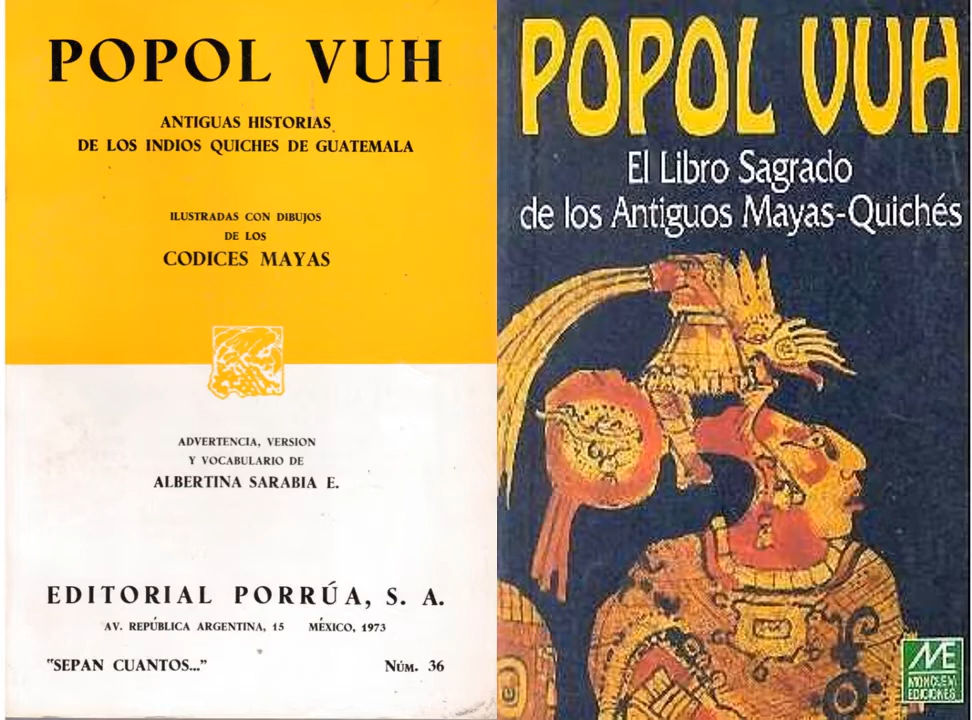 POPOL VUH
ANTIGUAS HISTORIAS
DE LOS INDIOS QUICHES DE GUATEMALA
ILUSTRADAS CON DIBUJOS
DE LOS
CODICES MAYAS
ADVERTENCIA, VERSION
Y VOCABULARIO DE
ALBERTINA SARABIA E.
EDITORIAL PORRÚA, S. A.
AV. REPÚBLICA ARGENTINA, 15 MÉXICO, 1973
"SEPAN CUANTOS..." NÚM. 36
POPOL VUH
El Libro Sagrado
de los Antiguos Mayas-Quichés
ME
MONCLEM
EDICIONES